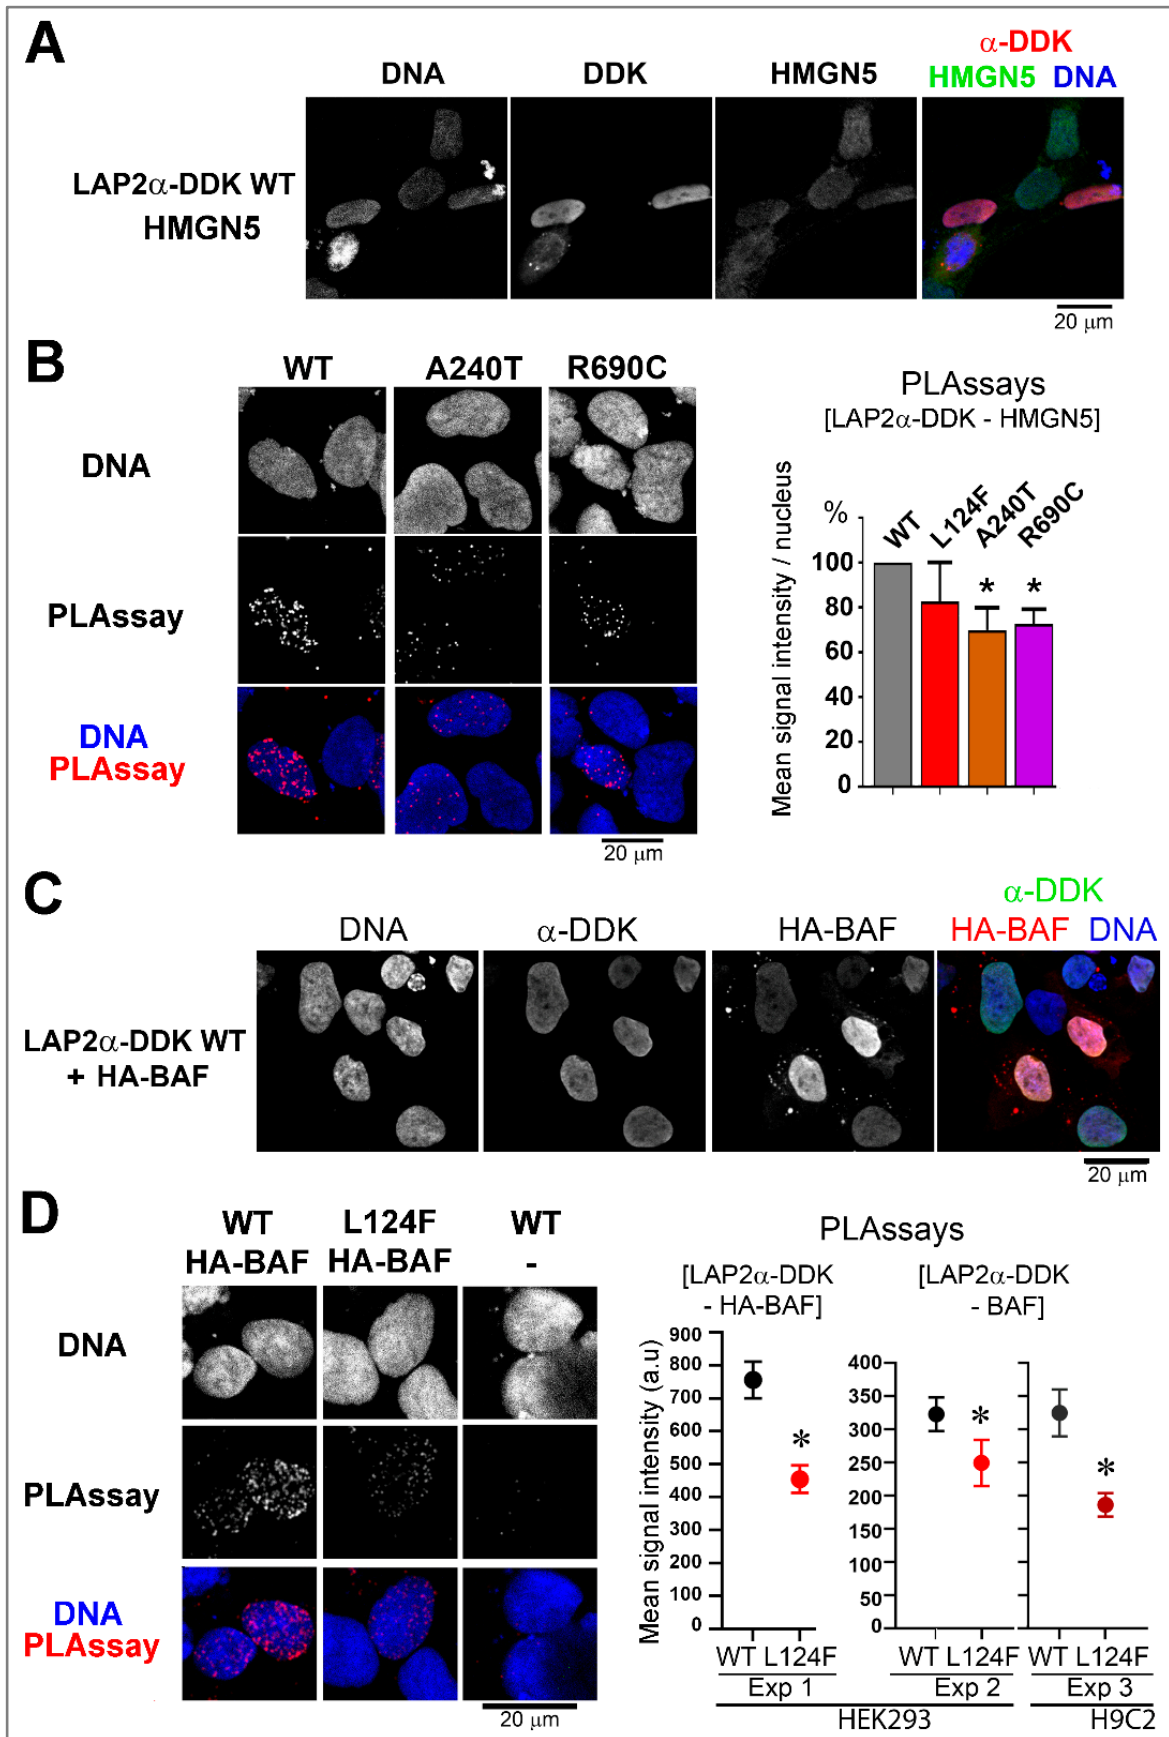 A
DNA
DDK
HMGN5
α-DDK
HMGN5 DNA
LAP2α-DDK WT
HMGN5
20 μm
B
WT
A240T
R690C
DNA
PLAssay
DNA
PLAssay
20 μm
PLAssays
[LAP2α-DDK - HMGN5]
Mean signal intensity / nucleus
%
100
80
60
40
20
0
WT
L124F
A240T
R690C
*
*
C
DNA
α-DDK
HA-BAF
α-DDK
HA-BAF DNA
LAP2α-DDK WT
+ HA-BAF
20 μm
D
WT
HA-BAF
L124F
HA-BAF
WT
-
DNA
PLAssay
DNA
PLAssay
20 μm
PLAssays
[LAP2α-DDK
- HA-BAF]
[LAP2α-DDK
- BAF]
Mean signal intensity (a.u)
900
800
700
600
500
400
300
200
100
0
*
400
350
300
250
200
150
100
50
0
*
*
WT L124F
WT L124F
WT L124F
Exp 1
Exp 2
Exp 3
HEK293
H9C2